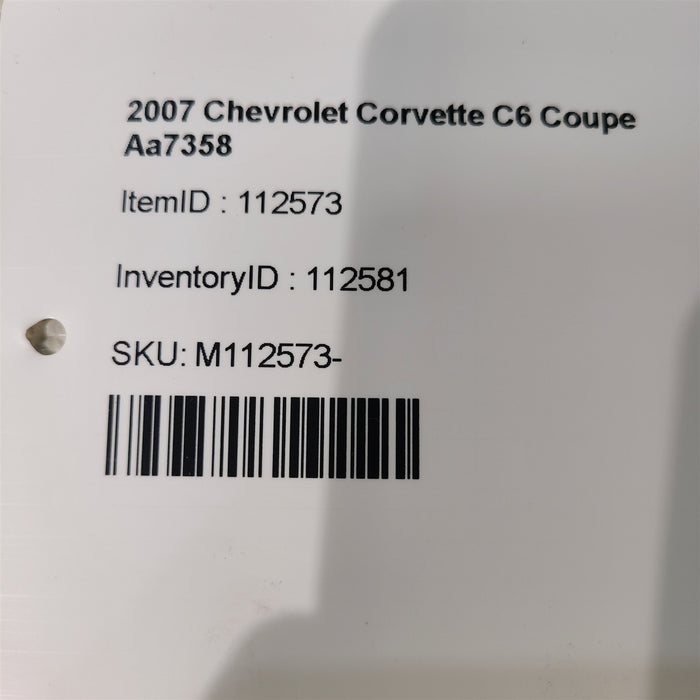 2007 Chevrolet Corvette C6 Coupe
Aa7358
ItemID : 112573
InventoryID : 112581
SKU: M112573-